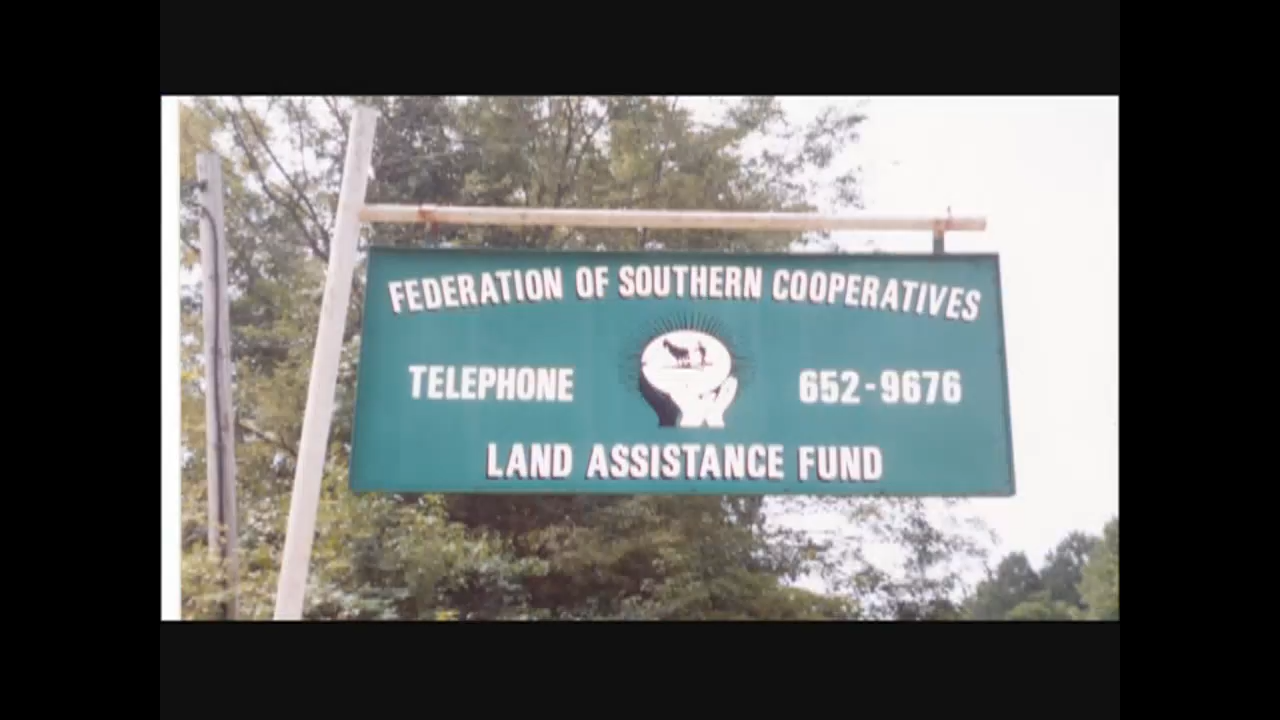 FEDERATION OF SOUTHERN COOPERATIVES
TELEPHONE 652-9676
LAND ASSISTANCE FUND